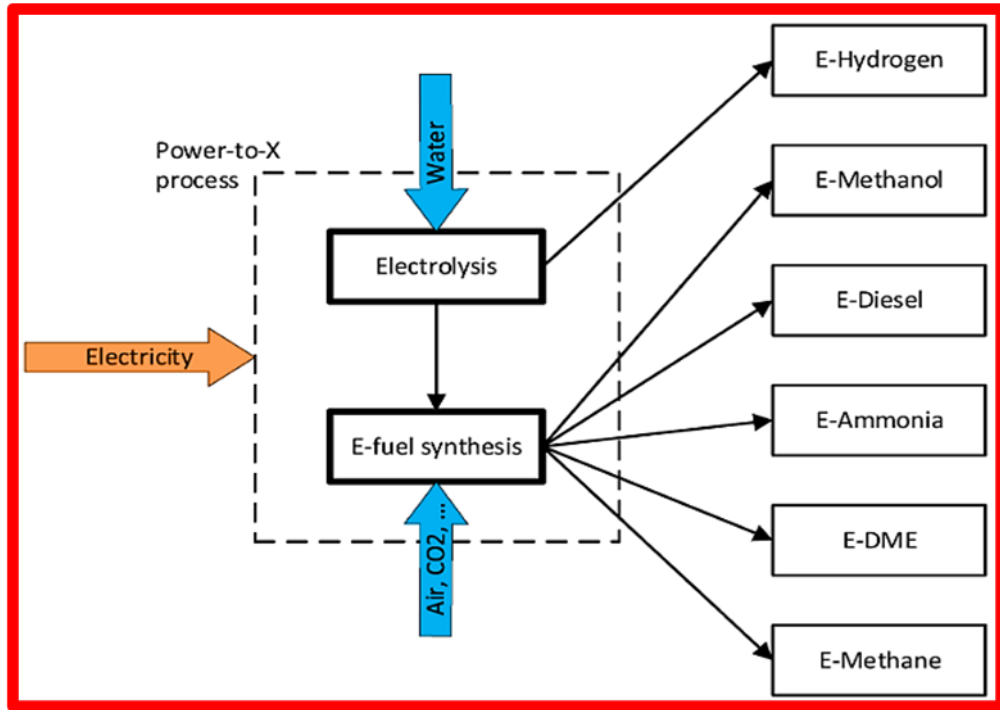 E-Hydrogen
Water
Power-to-X
process
E-Methanol
Electrolysis
E-Diesel
Electricity
E-Ammonia
E-fuel synthesis
E-DME
Air, CO2, ...
E-Methane